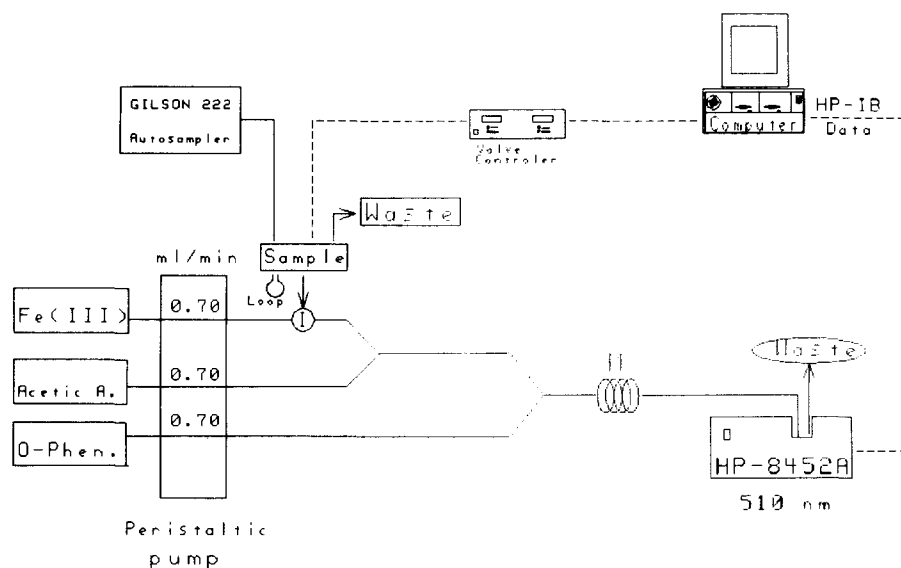 GILSON 222
Autosampler
HP-IB
Data
Computer
Valve
Controler
Waste
ml/min
Sample
Loop
Fe(III)
0.70
I
Acetic A.
0.70
O-Phen.
0.70
Waste
HP-8452A
510 nm
Peristaltic
pump